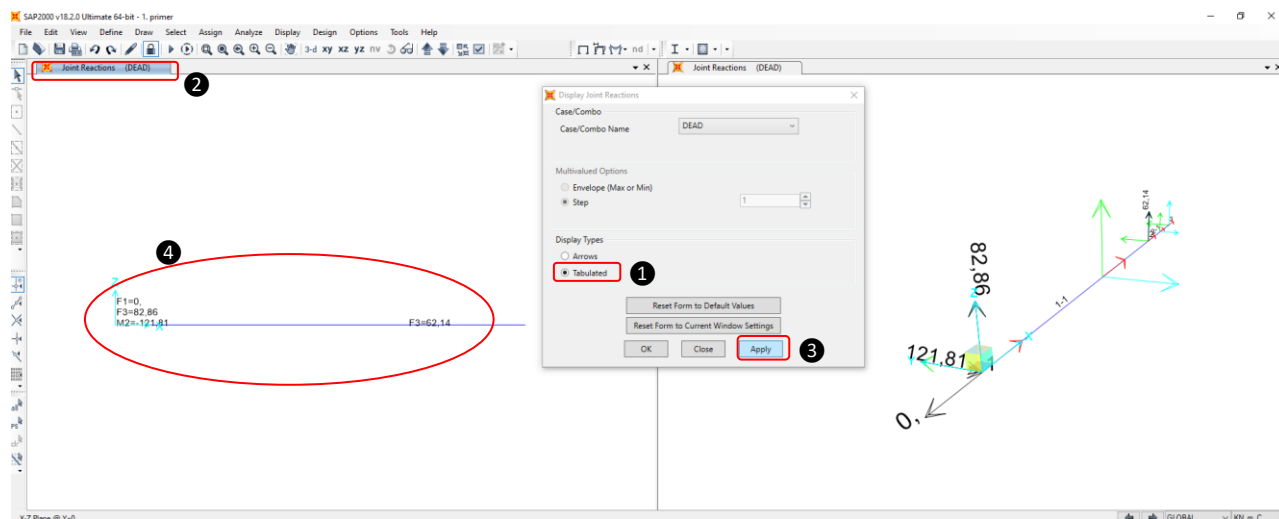 SAP2000 v18.2.0 Ultimate 64-bit - 1. primer
File Edit View Define Draw Select Assign Analyze Display Design Options Tools Help
3-d xy xz yz nv
nd
Joint Reactions (DEAD)
2
Joint Reactions (DEAD)
Display Joint Reactions
Case/Combo
Case/Combo Name
DEAD
Multivalued Options
Envelope (Max or Min)
Step
1
Display Types
Arrows
Tabulated
1
Reset Form to Default Values
Reset Form to Current Window Settings
OK Close Apply
3
4
Z
F1=0,
F3=82,86
M2=-121,81
X
F3=62,14
62,14
82,86
1-1
X
121,81
0,
X-Z Plane @ Y=0
GLOBAL